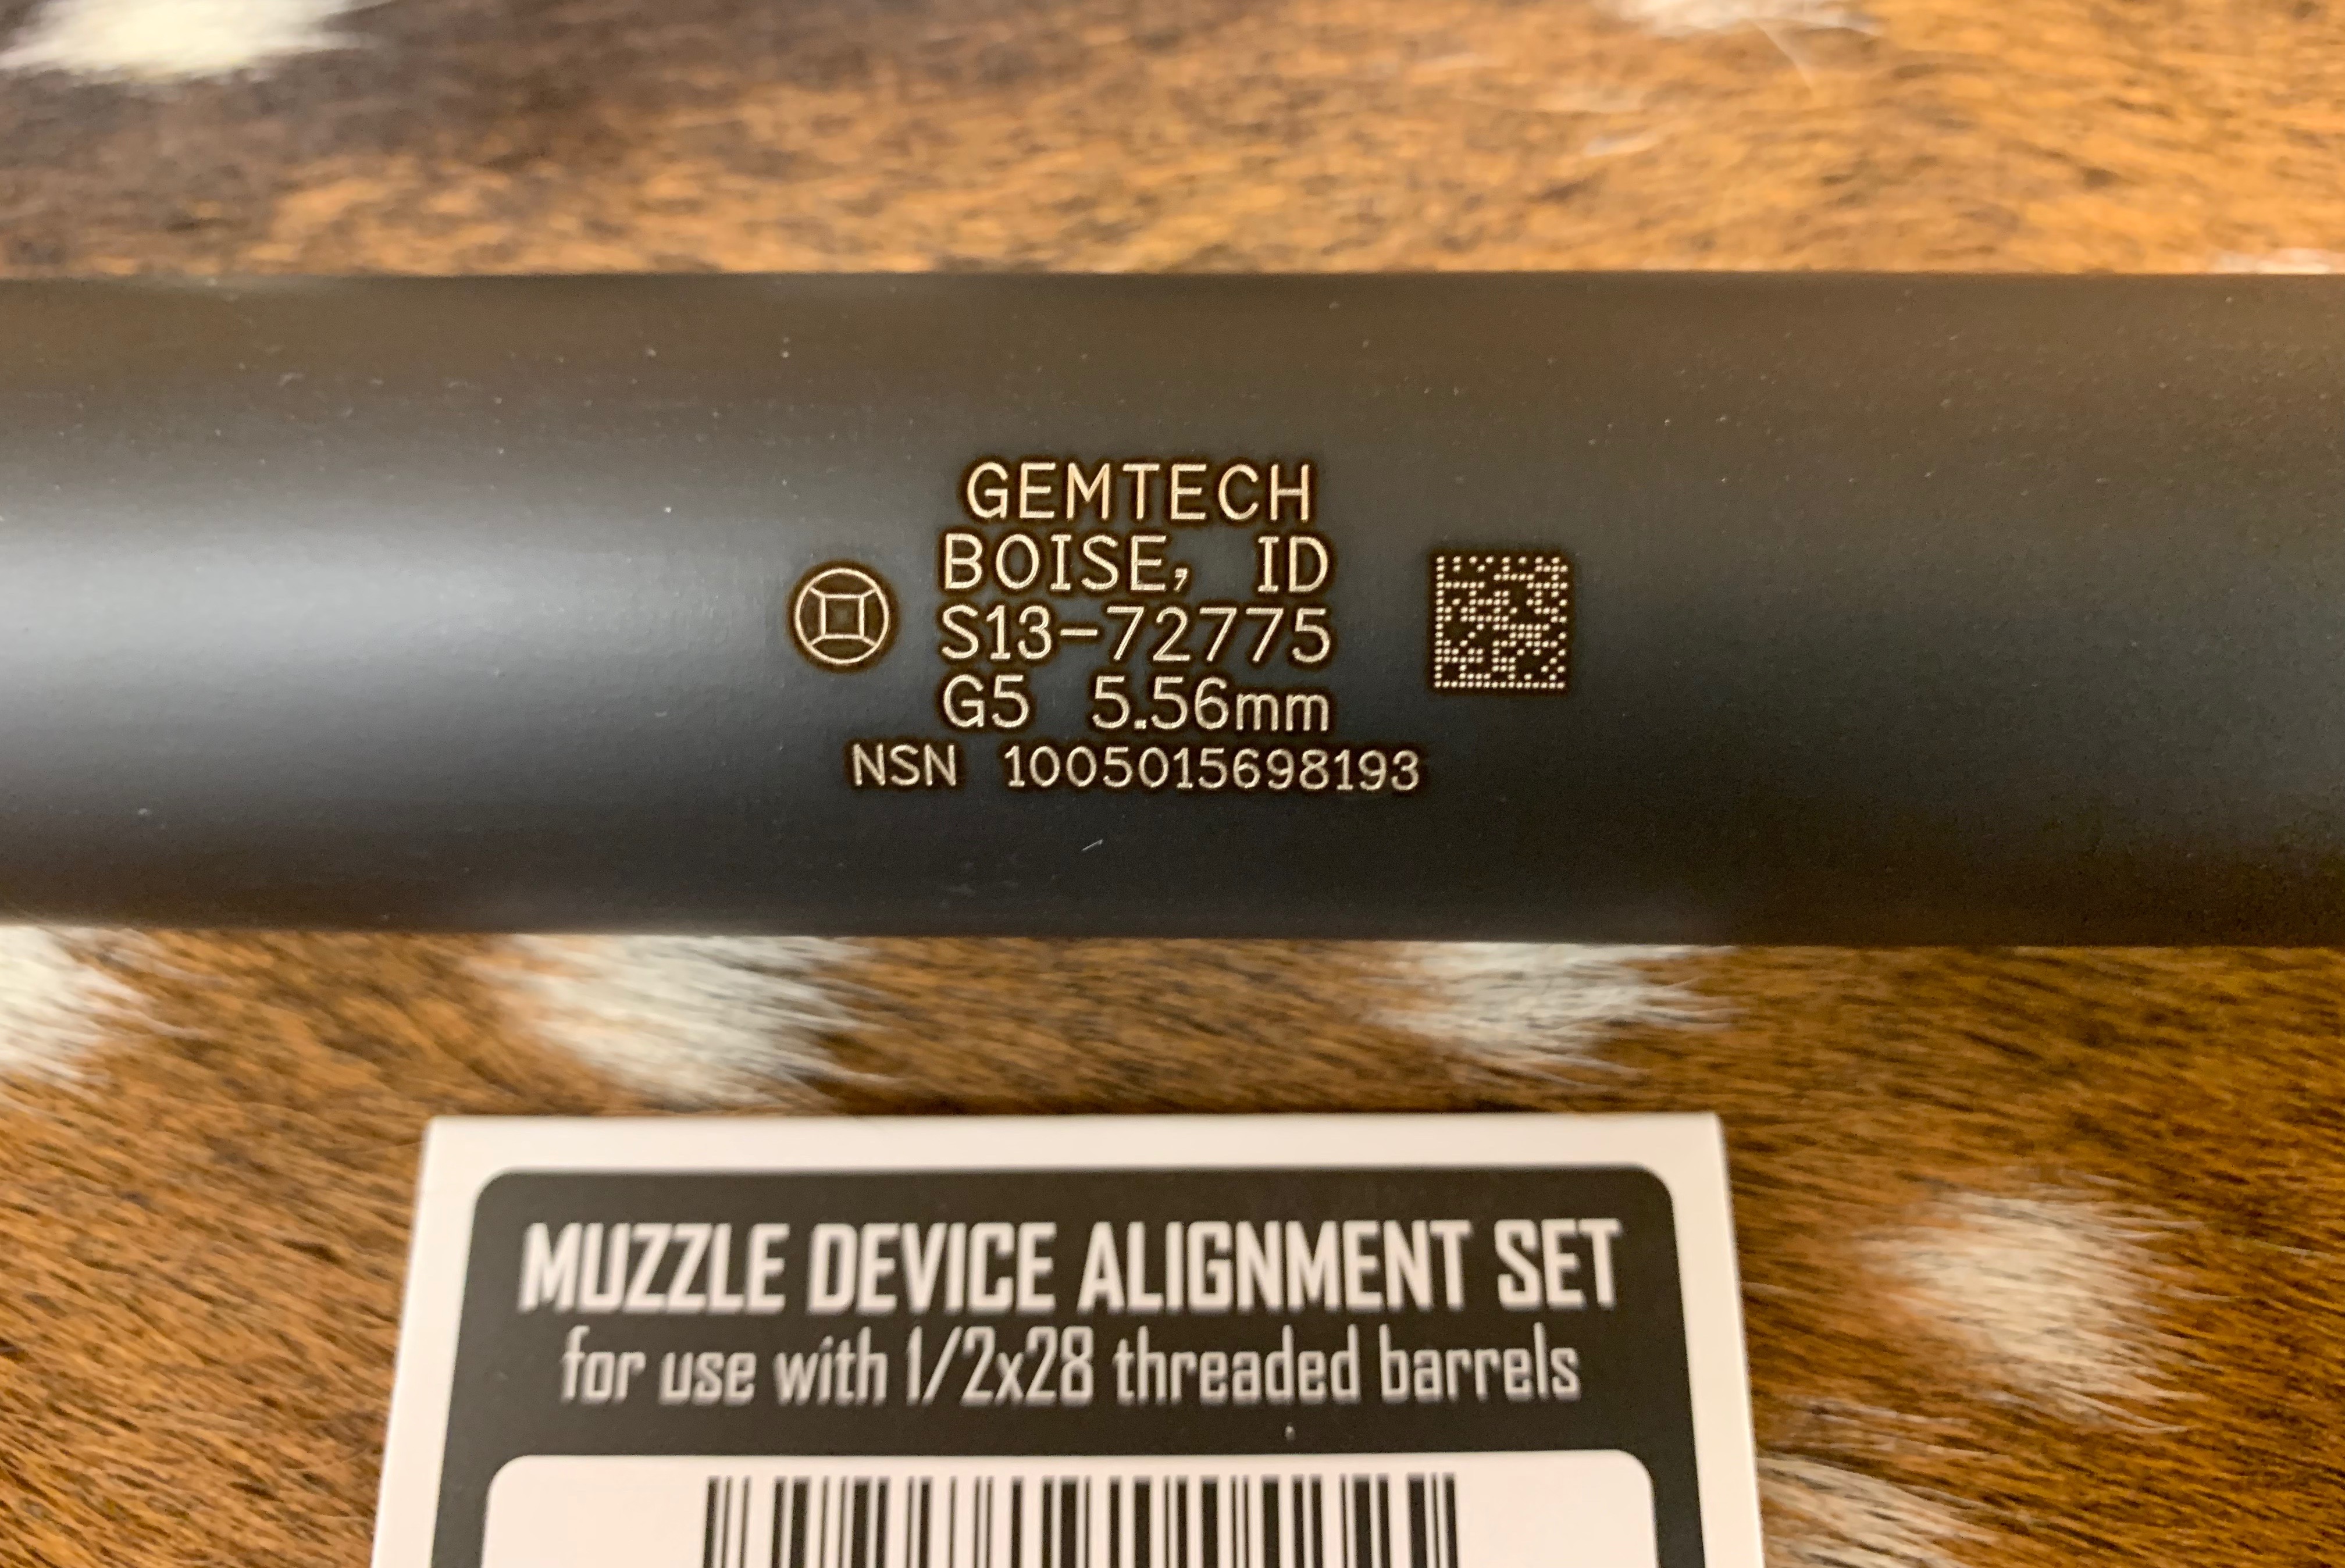 GEMTECH
BOISE, ID
S13-72775
G5 5.56mm
NSN 1005015698193
MUZZLE DEVICE ALIGNMENT SET
for use with 1/2x28 threaded barrels